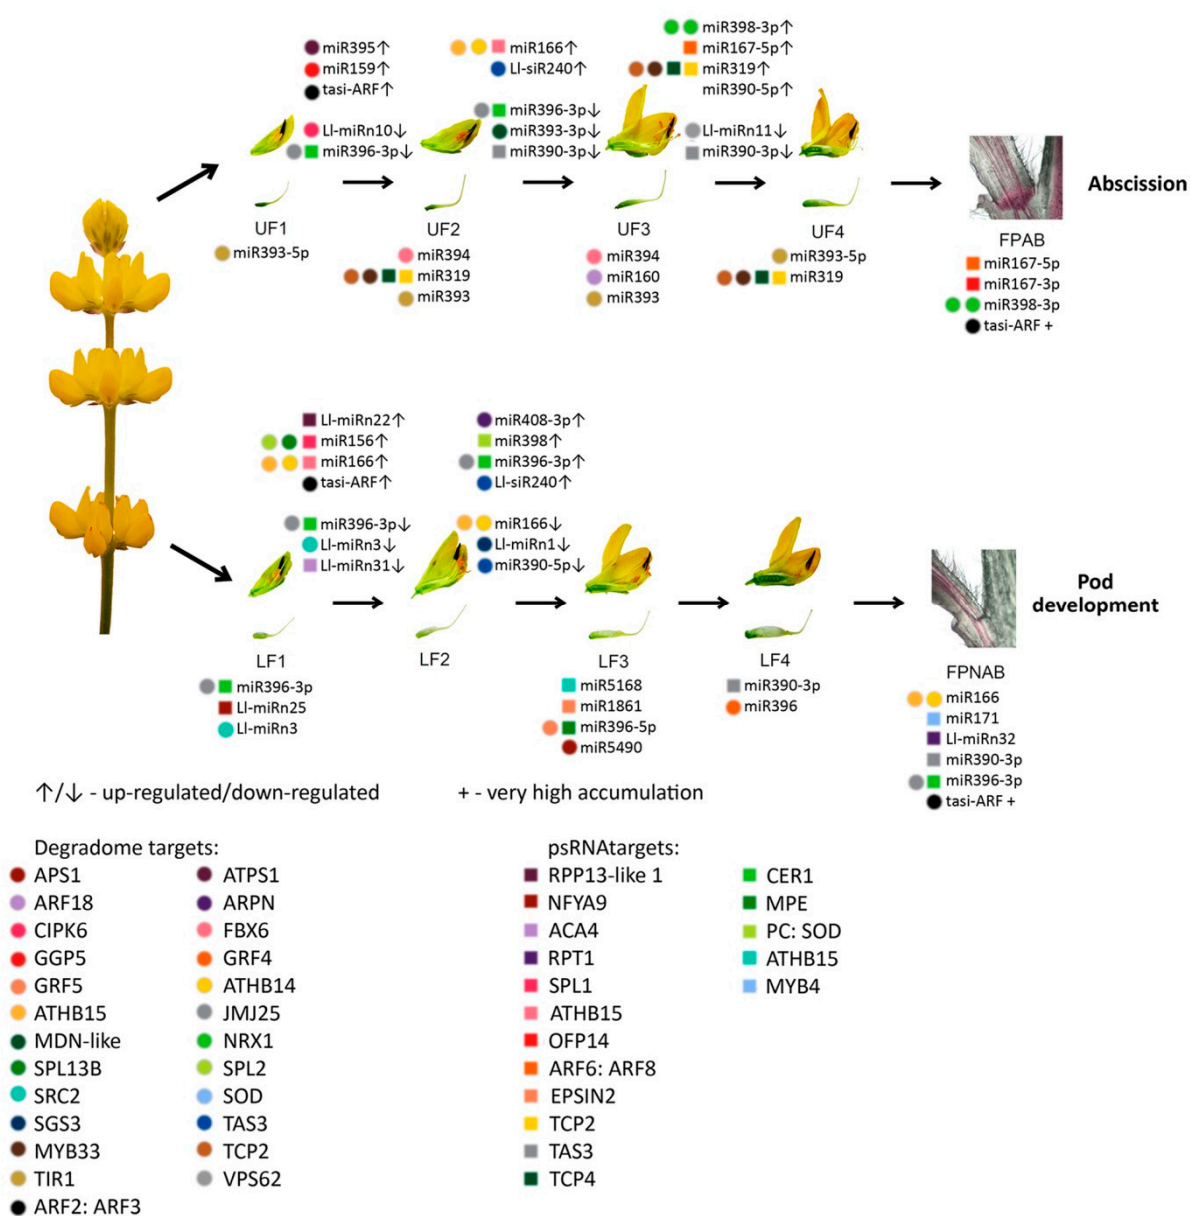 miR395↑
miR159↑
tasi-ARF↑
Ll-miRn10↓
miR396-3p↓
miR166↑
Ll-siR240↑
miR396-3p↓
miR393-3p↓
miR390-3p↓
miR398-3p↑
miR167-5p↑
miR319↑
miR390-5p↑
Ll-miRn11↓
miR390-3p↓
Abscission
UF1
miR393-5p
UF2
miR394
miR319
miR393
UF3
miR394
miR160
miR393
UF4
miR393-5p
miR319
FPAB
miR167-5p
miR167-3p
miR398-3p
tasi-ARF +
Ll-miRn22↑
miR156↑
miR166↑
tasi-ARF↑
miR396-3p↓
Ll-miRn3↓
Ll-miRn31↓
miR408-3p↑
miR398↑
miR396-3p↑
Ll-siR240↑
miR166↓
Ll-miRn1↓
miR390-5p↓
Pod
development
LF1
miR396-3p
Ll-miRn25
Ll-miRn3
LF2
LF3
miR5168
miR1861
miR396-5p
miR5490
LF4
miR390-3p
miR396
FPNAB
miR166
miR171
Ll-miRn32
miR390-3p
miR396-3p
tasi-ARF +
↑/↓ - up-regulated/down-regulated
+ - very high accumulation
Degradome targets:
APS1
ARF18
CIPK6
GGP5
GRF5
ATHB15
MDN-like
SPL13B
SRC2
SGS3
MYB33
TIR1
ARF2: ARF3
ATPS1
ARPN
FBX6
GRF4
ATHB14
JMJ25
NRX1
SPL2
SOD
TAS3
TCP2
VPS62
psRNAtargets:
RPP13-like 1
NFYA9
ACA4
RPT1
SPL1
ATHB15
OFP14
ARF6: ARF8
EPSIN2
TCP2
TAS3
TCP4
CER1
MPE
PC: SOD
ATHB15
MYB4